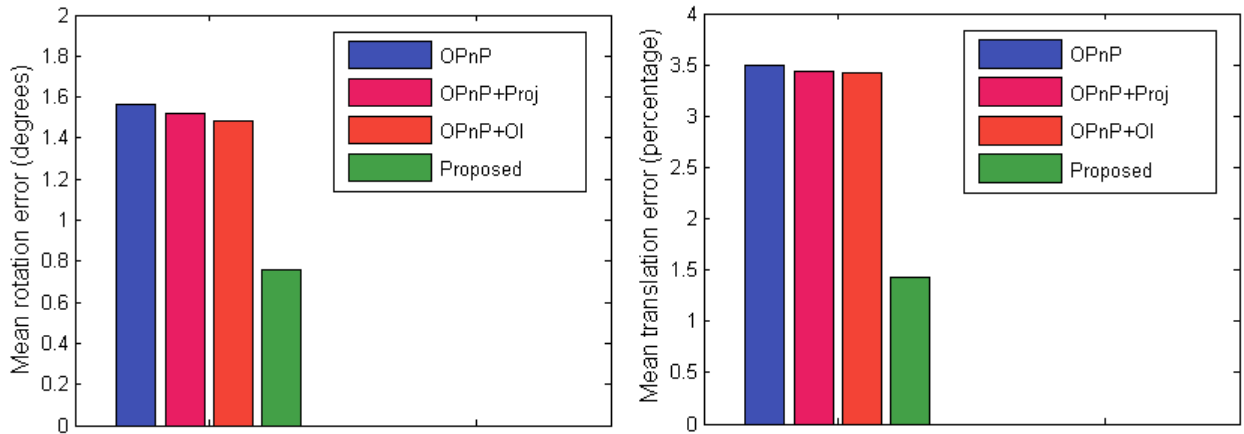 Mean rotation error (degrees)
2
1.8
1.6
1.4
1.2
1
0.8
0.6
0.4
0.2
0
OPnP
OPnP+Proj
OPnP+OI
Proposed
Mean translation error (percentage)
4
3.5
3
2.5
2
1.5
1
0.5
0
OPnP
OPnP+Proj
OPnP+OI
Proposed